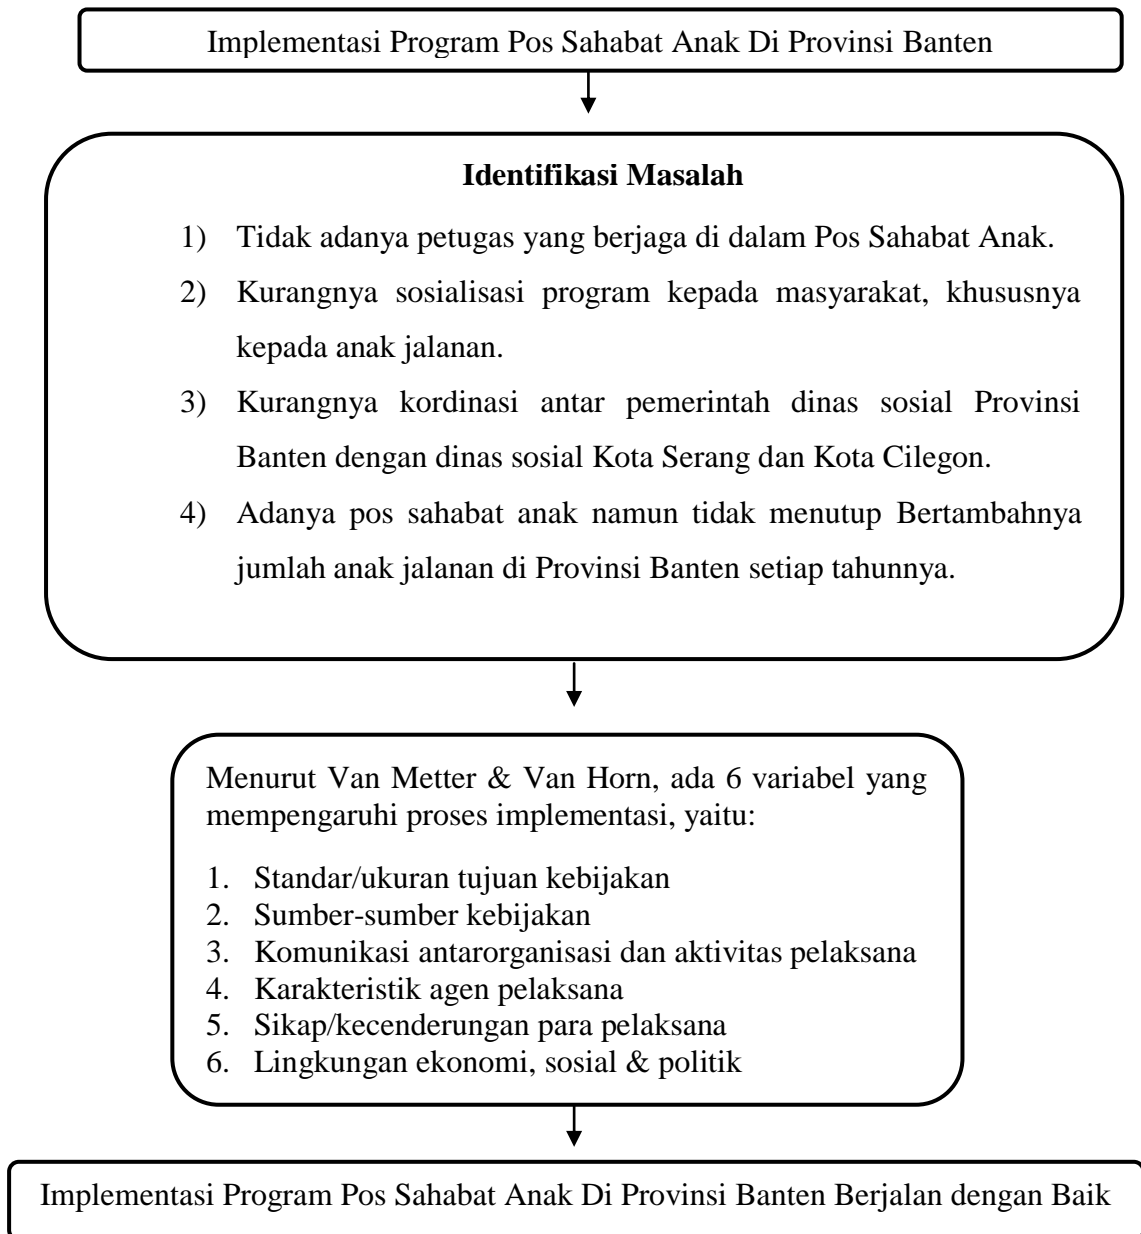 Implementasi Program Pos Sahabat Anak Di Provinsi Banten
Identifikasi Masalah
1) Tidak adanya petugas yang berjaga di dalam Pos Sahabat Anak.
2) Kurangnya sosialisasi program kepada masyarakat, khususnya
kepada anak jalanan.
3) Kurangnya kordinasi antar pemerintah dinas sosial Provinsi
Banten dengan dinas sosial Kota Serang dan Kota Cilegon.
4) Adanya pos sahabat anak namun tidak menutup Bertambahnya
jumlah anak jalanan di Provinsi Banten setiap tahunnya.
Menurut Van Metter & Van Horn, ada 6 variabel yang
mempengaruhi proses implementasi, yaitu:
1. Standar/ukuran tujuan kebijakan
2. Sumber-sumber kebijakan
3. Komunikasi antarorganisasi dan aktivitas pelaksana
4. Karakteristik agen pelaksana
5. Sikap/kecenderungan para pelaksana
6. Lingkungan ekonomi, sosial & politik
Implementasi Program Pos Sahabat Anak Di Provinsi Banten Berjalan dengan Baik